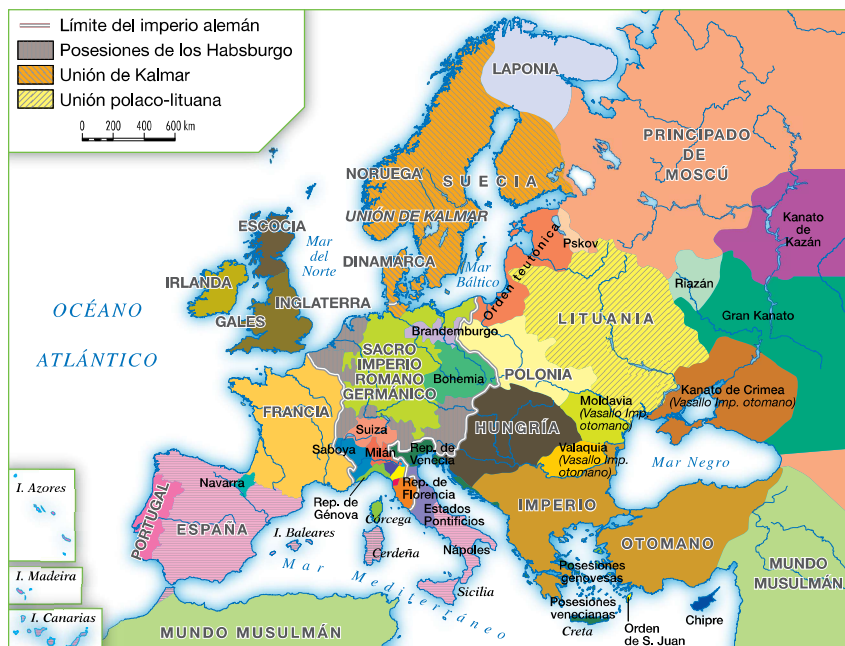 Límite del imperio alemán
Posesiones de los Habsburgo
Unión de Kalmar
Unión polaco-lituana
0 200 400 600 km
LAPONIA
PRINCIPADO
DE
MOSCÚ
NORUEGA
SUECIA
UNIÓN DE KALMAR
Kanato
de
Kazán
ESCOCIA
Mar
del
Norte
Pskov
DINAMARCA
Mar
Báltico
Orden teutónica
Riazán
IRLANDA
INGLATERRA
GALES
OCÉANO
ATLÁNTICO
Gran Kanato
LITUANIA
Brandemburgo
SACRO
IMPERIO
ROMANO
GERMÁNICO
Bohemia
POLONIA
Kanato de Crimea
(Vasallo Imp. otomano)
Moldavia
(Vasallo Imp.
otomano)
FRANCIA
Suiza
HUNGRÍA
Saboya
Milán
Rep. de
Venecia
Valaquia
(Vasallo Imp.
otomano)
Mar Negro
I. Azores
Navarra
Rep. de
Génova
Rep. de
Florencia
Estados
Pontificios
IMPERIO
OTOMANO
PORTUGAL
ESPAÑA
Córcega
I. Baleares
Cerdeña
Nápoles
Mar Mediterráneo
Sicilia
Posesiones
genovesas
Posesiones
venecianas
Creta
Orden
de S. Juan
Chipre
MUNDO
MUSULMÁN
I. Madeira
I. Canarias
MUNDO MUSULMÁN